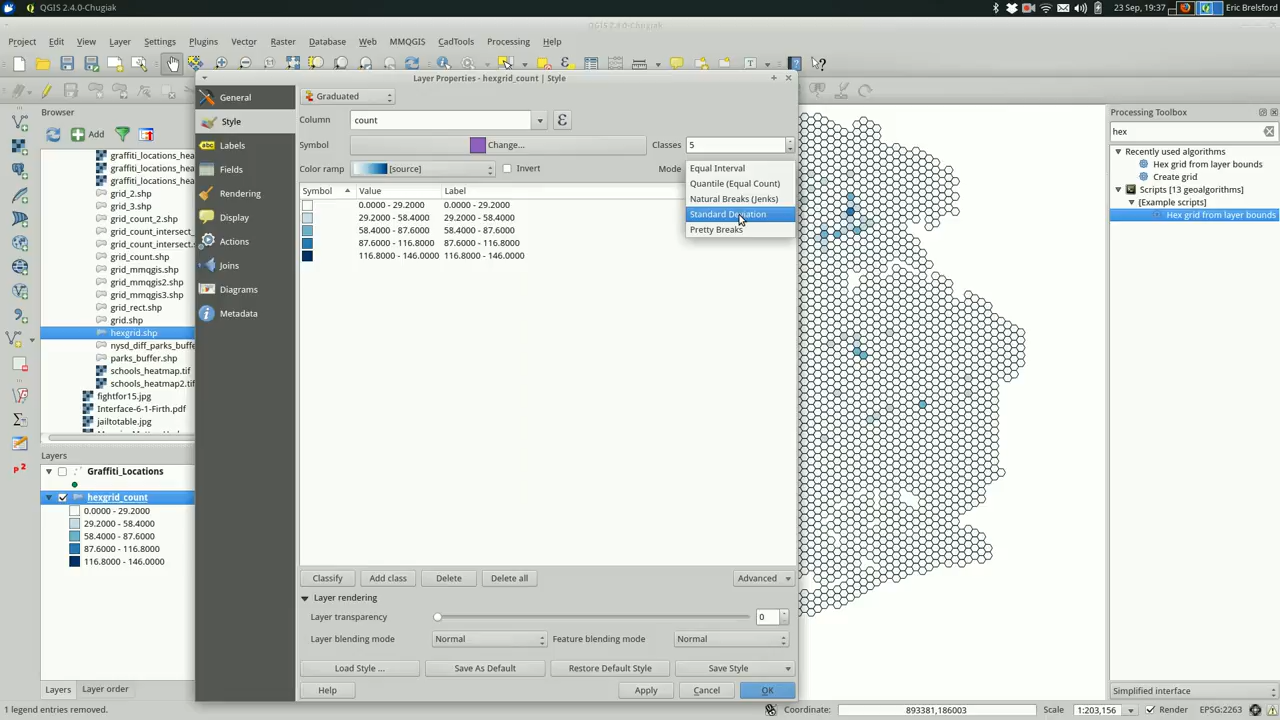 QGIS 2.4.0-Chugiak
23 Sep, 19:37
Eric Brelsford
QGIS 2.4.0-Chugiak
Project Edit View Layer Settings Plugins Vector Raster Database Web MMQGIS CadTools Processing Help
Layer Properties - hexgrid_count | Style
Browser
Add
graffiti_locations_hea
graffiti_locations_hea
graffiti_locations_hea
grid_2.shp
grid_3.shp
grid_count_2.shp
grid_count_intersect_
grid_count_intersect.s
grid_count.shp
grid_mmqgis.shp
grid_mmqgis2.shp
grid_mmqgis3.shp
grid_rect.shp
grid.shp
hexgrid.shp
nysd_diff_parks_buffe
parks_buffer.shp
schools_heatmap.tif
schools_heatmap2.tif
fightfor15.jpg
Interface-6-1-Firth.pdf
jailtotable.jpg
Layers
Graffiti_Locations
hexgrid_count
0.0000 - 29.2000
29.2000 - 58.4000
58.4000 - 87.6000
87.6000 - 116.8000
116.8000 - 146.0000
Layers Layer order
1 legend entries removed.
General
Style
Labels
Fields
Rendering
Display
Actions
Joins
Diagrams
Metadata
Graduated
Column count ε
Symbol Change... Classes 5
Color ramp [source] Invert Mode
Equal Interval
Quantile (Equal Count)
Natural Breaks (Jenks)
Standard Deviation
Pretty Breaks
Symbol Value Label
0.0000 - 29.2000 0.0000 - 29.2000
29.2000 - 58.4000 29.2000 - 58.4000
58.4000 - 87.6000 58.4000 - 87.6000
87.6000 - 116.8000 87.6000 - 116.8000
116.8000 - 146.0000 116.8000 - 146.0000
Classify Add class Delete Delete all Advanced
Layer rendering
Layer transparency 0
Layer blending mode Normal Feature blending mode Normal
Load Style ... Save As Default Restore Default Style Save Style
Help Apply Cancel OK
Processing Toolbox
hex
Recently used algorithms
Hex grid from layer bounds
Create grid
Scripts [13 geoalgorithms]
[Example scripts]
Hex grid from layer bounds
Simplified interface
Coordinate: 893381,186003 Scale 1:203,156 Render EPSG:2263